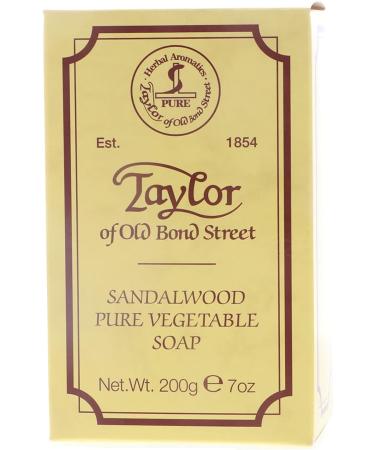 Herbal Aromatics
PURE
Taylor of Old Bond Street
Est. 1854
Taylor
of Old Bond Street
SANDALWOOD
PURE VEGETABLE
SOAP
Net.Wt. 200g ℮ 7oz